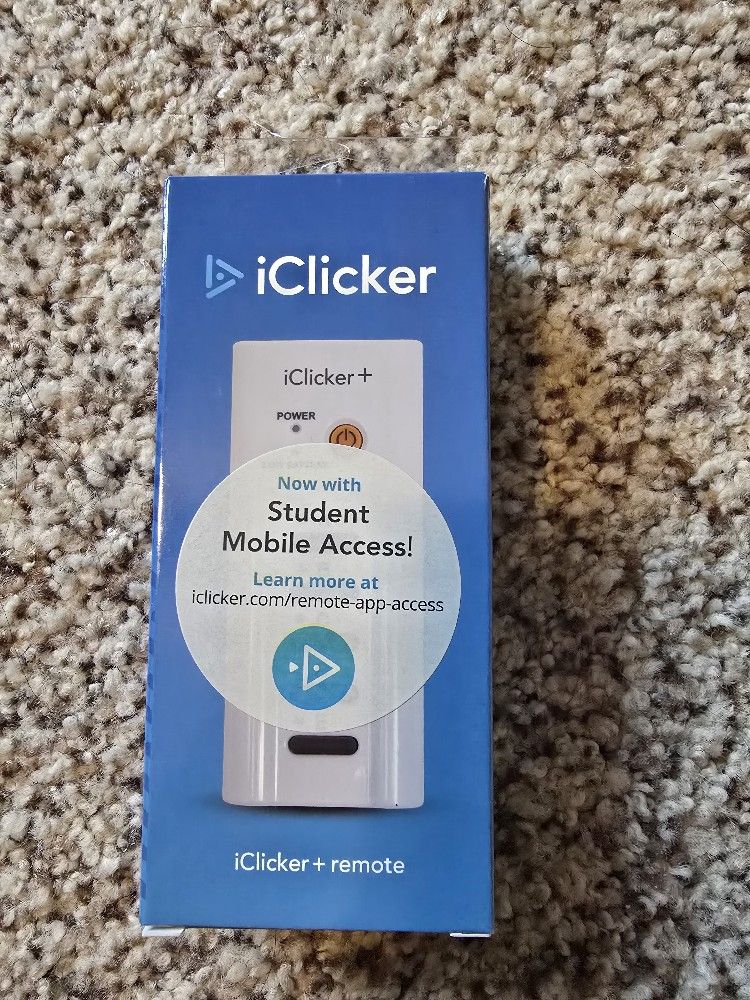 iClicker
iClicker+
POWER
Now with
Student
Mobile Access!
Learn more at
iclicker.com/remote-app-access
iClicker+ remote